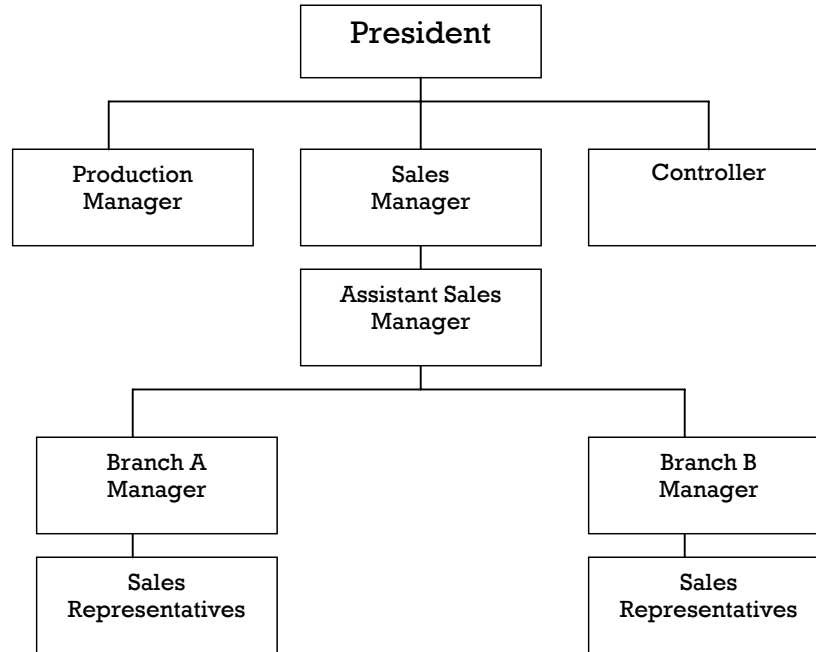 President
Production
Manager
Sales
Manager
Controller
Assistant Sales
Manager
Branch A
Manager
Branch B
Manager
Sales
Representatives
Sales
Representatives